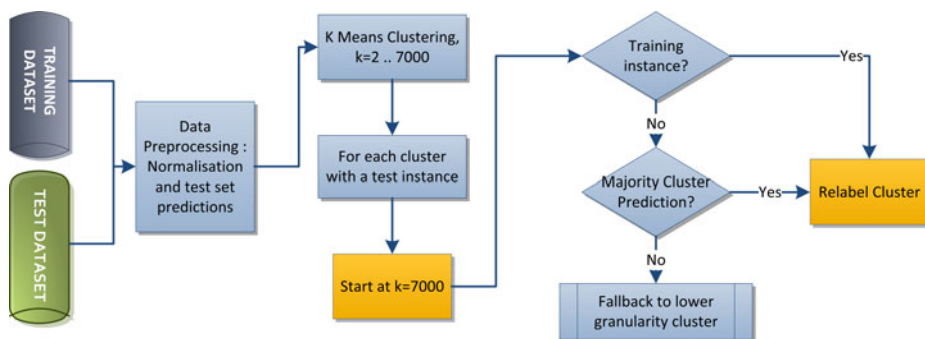 TRAINING
DATASET
TEST DATASET
Data
Preprocessing :
Normalisation
and test set
predictions
K Means Clustering,
k=2 .. 7000
For each cluster
with a test instance
Start at k=7000
Training
instance?
Yes
No
Majority Cluster
Prediction?
Yes
Relabel Cluster
No
Fallback to lower
granularity cluster